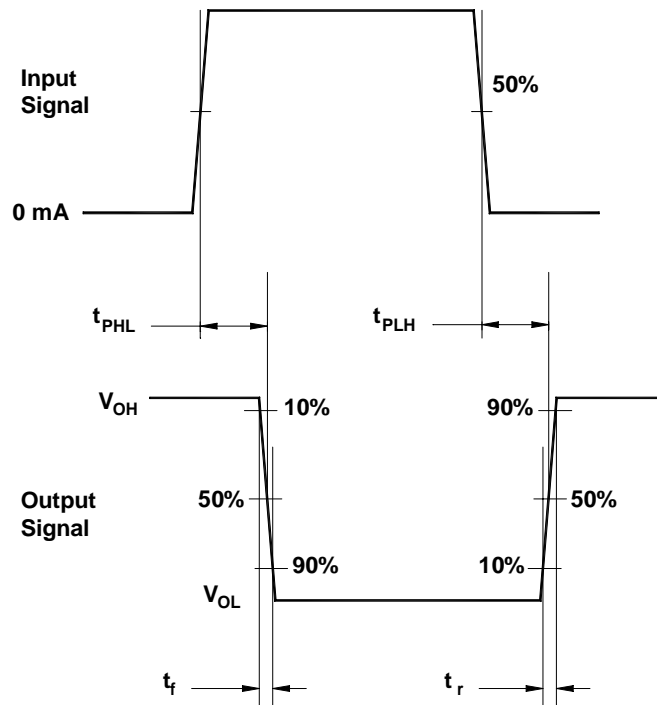 Input
Signal
50%
0 mA
tPHL
tPLH
VOH
10%
90%
Output
Signal
50%
50%
90%
10%
VOL
tf
tr